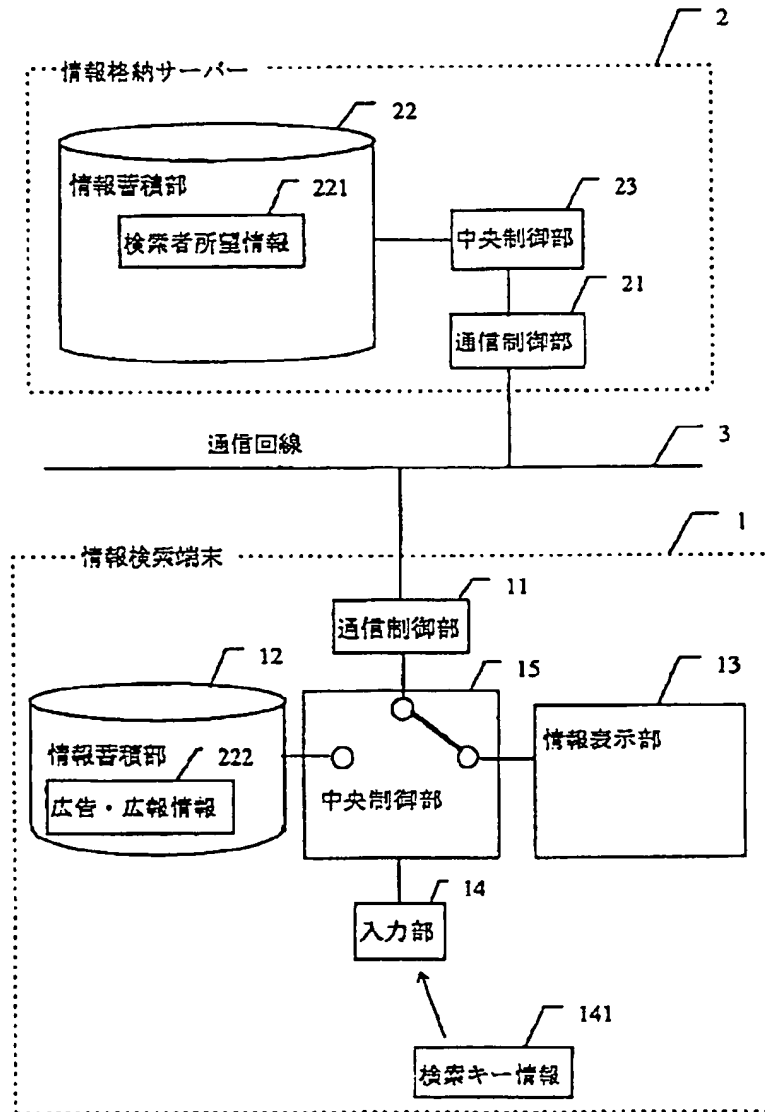 2
情報格納サーバー
22
情報蓄積部
221
検索者所望情報
23
中央制御部
21
通信制御部
通信回線
3
1
情報検索端末
11
通信制御部
12
情報蓄積部
222
広告・広報情報
15
中央制御部
13
情報表示部
14
入力部
141
検索キー情報